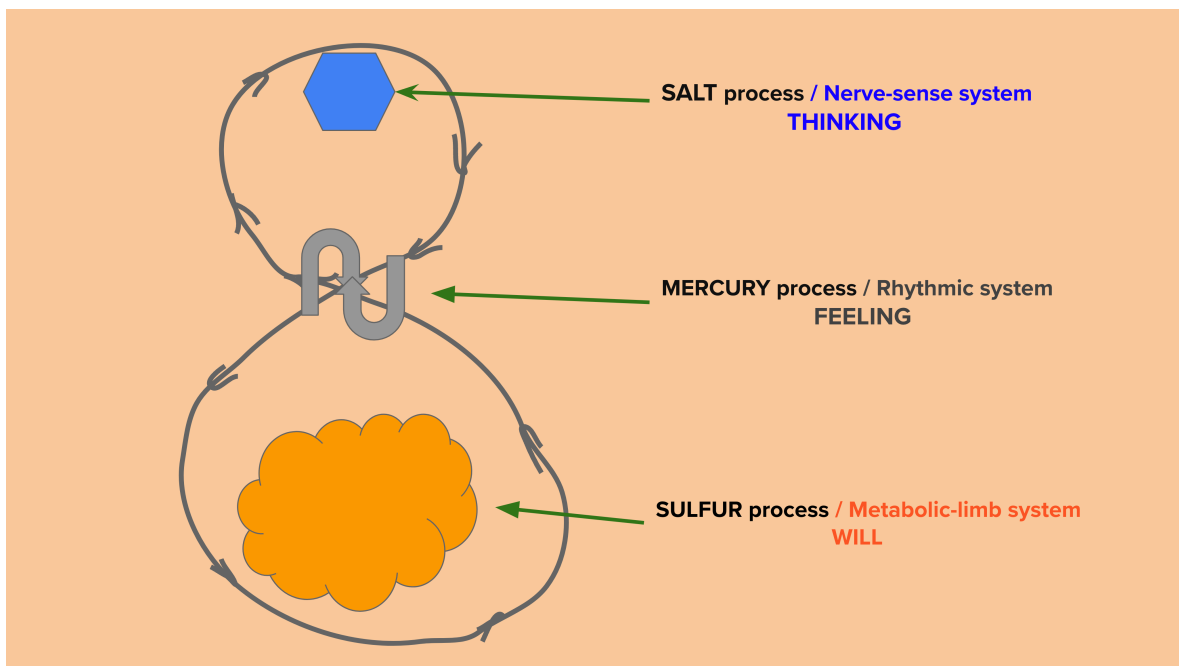 SALT process / Nerve-sense system
THINKING
MERCURY process / Rhythmic system
FEELING
SULFUR process / Metabolic-limb system
WILL